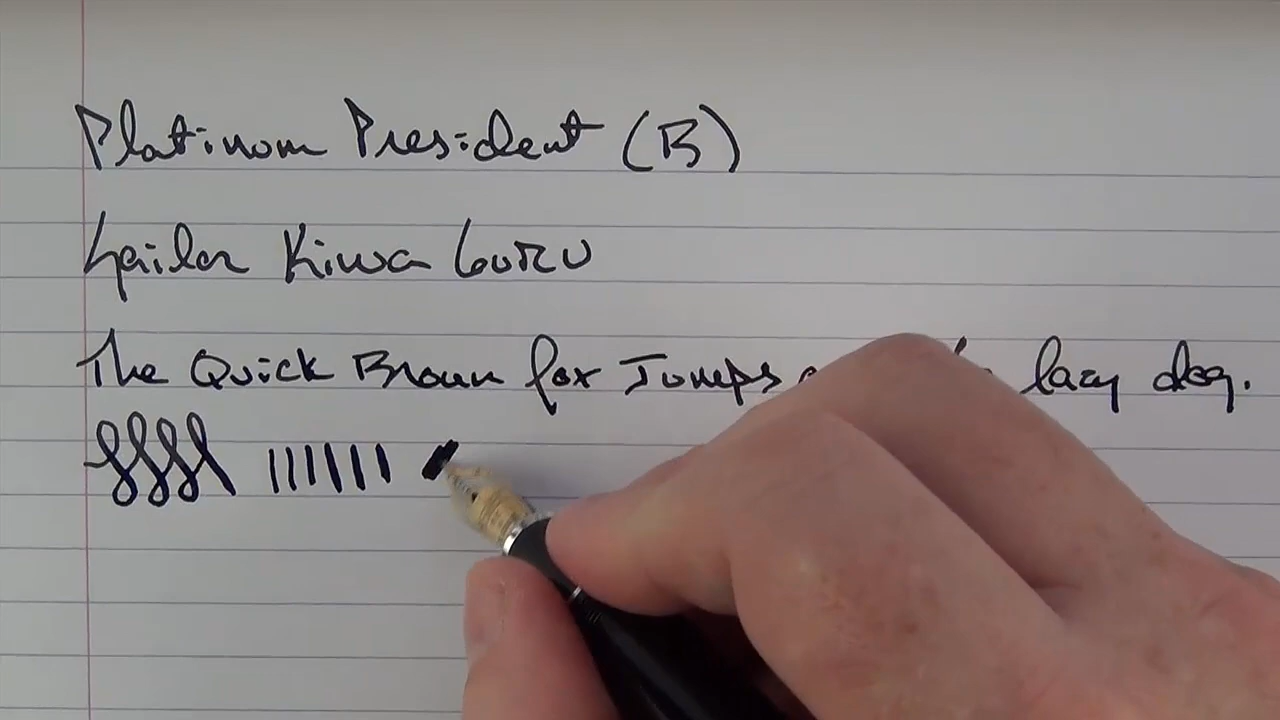 Platinum President (B)
Sailor Kiwa Guro
The Quick Brown fox Jumps lazy dog.